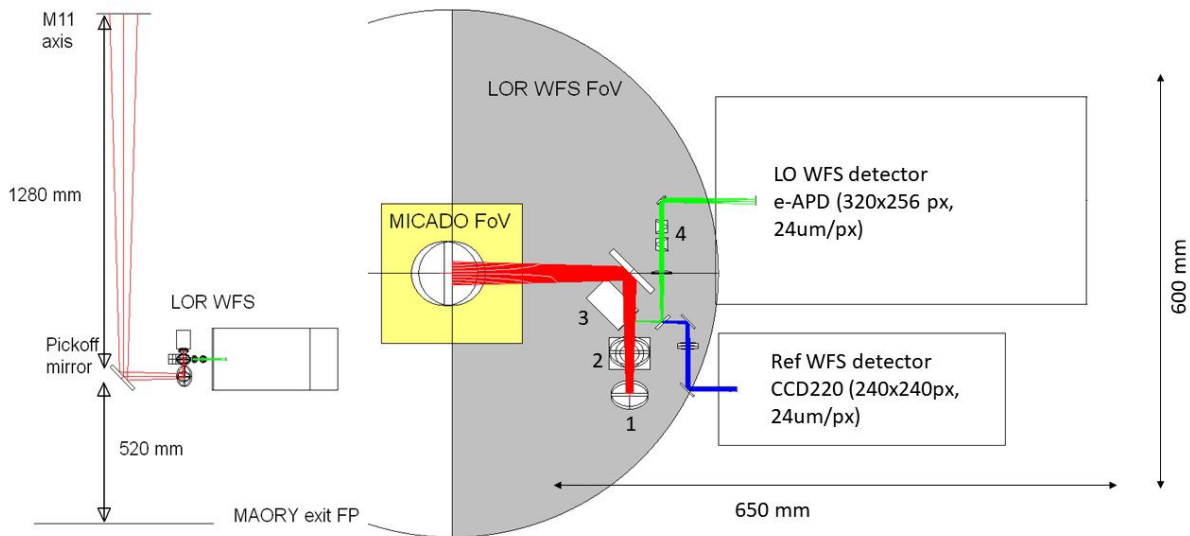 M11
axis
1280 mm
LOR WFS
Pickoff
mirror
520 mm
MAORY exit FP
LOR WFS FoV
MICADO FoV
1
2
3
4
LO WFS detector
e-APD (320x256 px,
24um/px)
Ref WFS detector
CCD220 (240x240px,
24um/px)
600 mm
650 mm